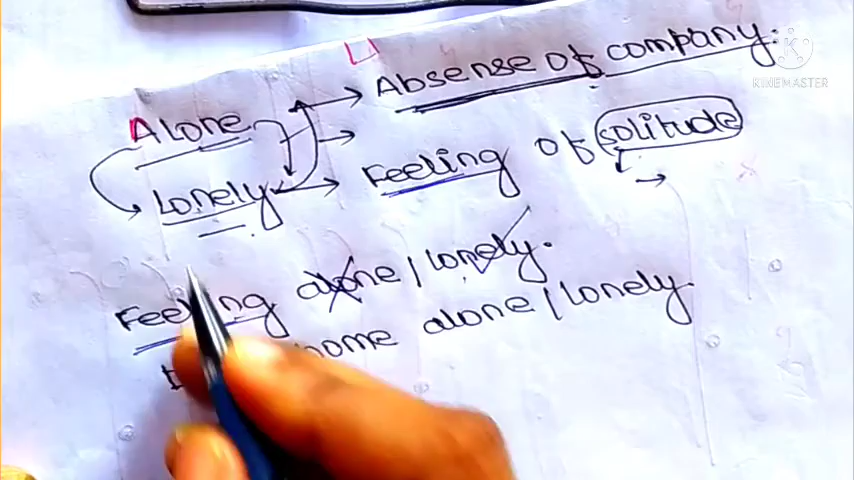 Alone → Absense of company.
Lonely → Feeling of solitude
Feeling alone / lonely.
home alone / lonely.
KINEMASTER